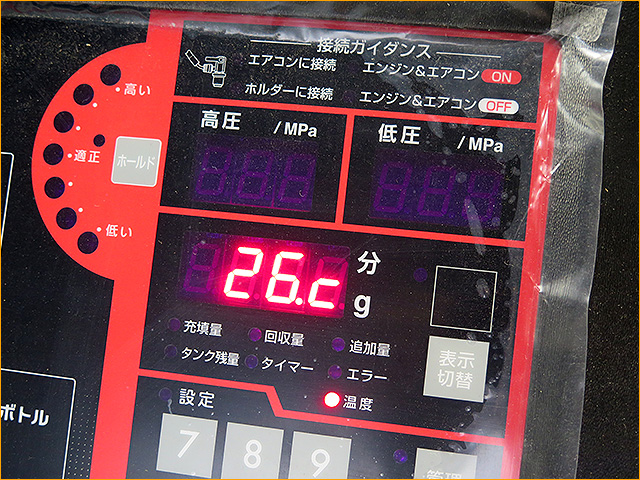 接続ガイダンス
エアコンに接続 エンジン&エアコン ON
ホルダーに接続 エンジン&エアコン OFF
高い
適正
低い
ホールド
高圧 /MPa
低圧 /MPa
26.c
分
g
充填量 回収量 追加量
タンク残量 タイマー エラー
温度
表示
切替
設定
7 8 9
管理
ボトル